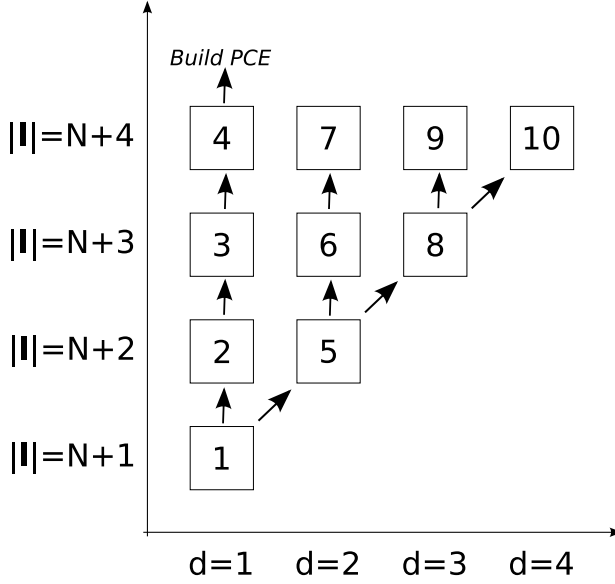 Build PCE
|I|=N+4 4 7 9 10
|I|=N+3 3 6 8
|I|=N+2 2 5
|I|=N+1 1
d=1 d=2 d=3 d=4